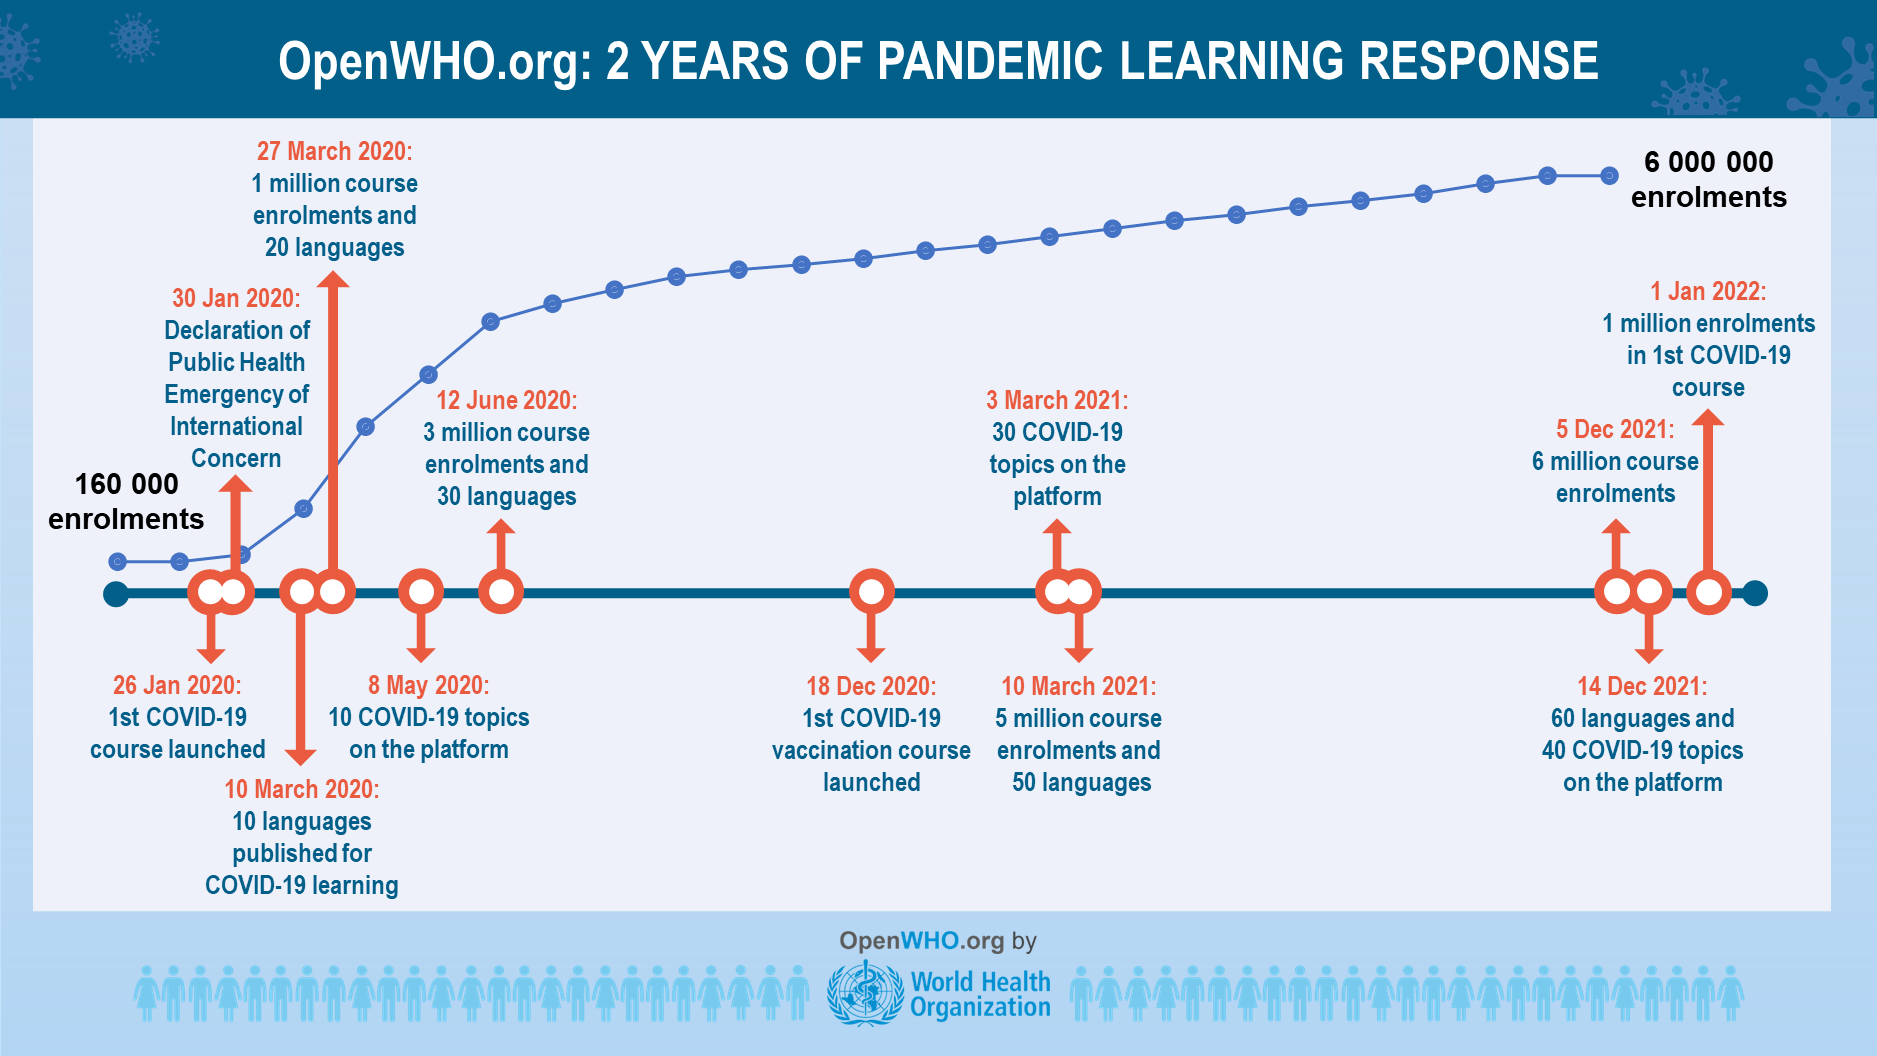 OpenWHO.org: 2 YEARS OF PANDEMIC LEARNING RESPONSE
27 March 2020:
1 million course
enrolments and
20 languages
6 000 000
enrolments
30 Jan 2020:
Declaration of
Public Health
Emergency of
International
Concern
1 Jan 2022:
1 million enrolments
in 1st COVID-19
course
160 000
enrolments
12 June 2020:
3 million course
enrolments and
30 languages
3 March 2021:
30 COVID-19
topics on the
platform
5 Dec 2021:
6 million course
enrolments
26 Jan 2020:
1st COVID-19
course launched
10 March 2020:
10 languages
published for
COVID-19 learning
8 May 2020:
10 COVID-19 topics
on the platform
18 Dec 2020:
1st COVID-19
vaccination course
launched
10 March 2021:
5 million course
enrolments and
50 languages
14 Dec 2021:
60 languages and
40 COVID-19 topics
on the platform
OpenWHO.org by
World Health
Organization